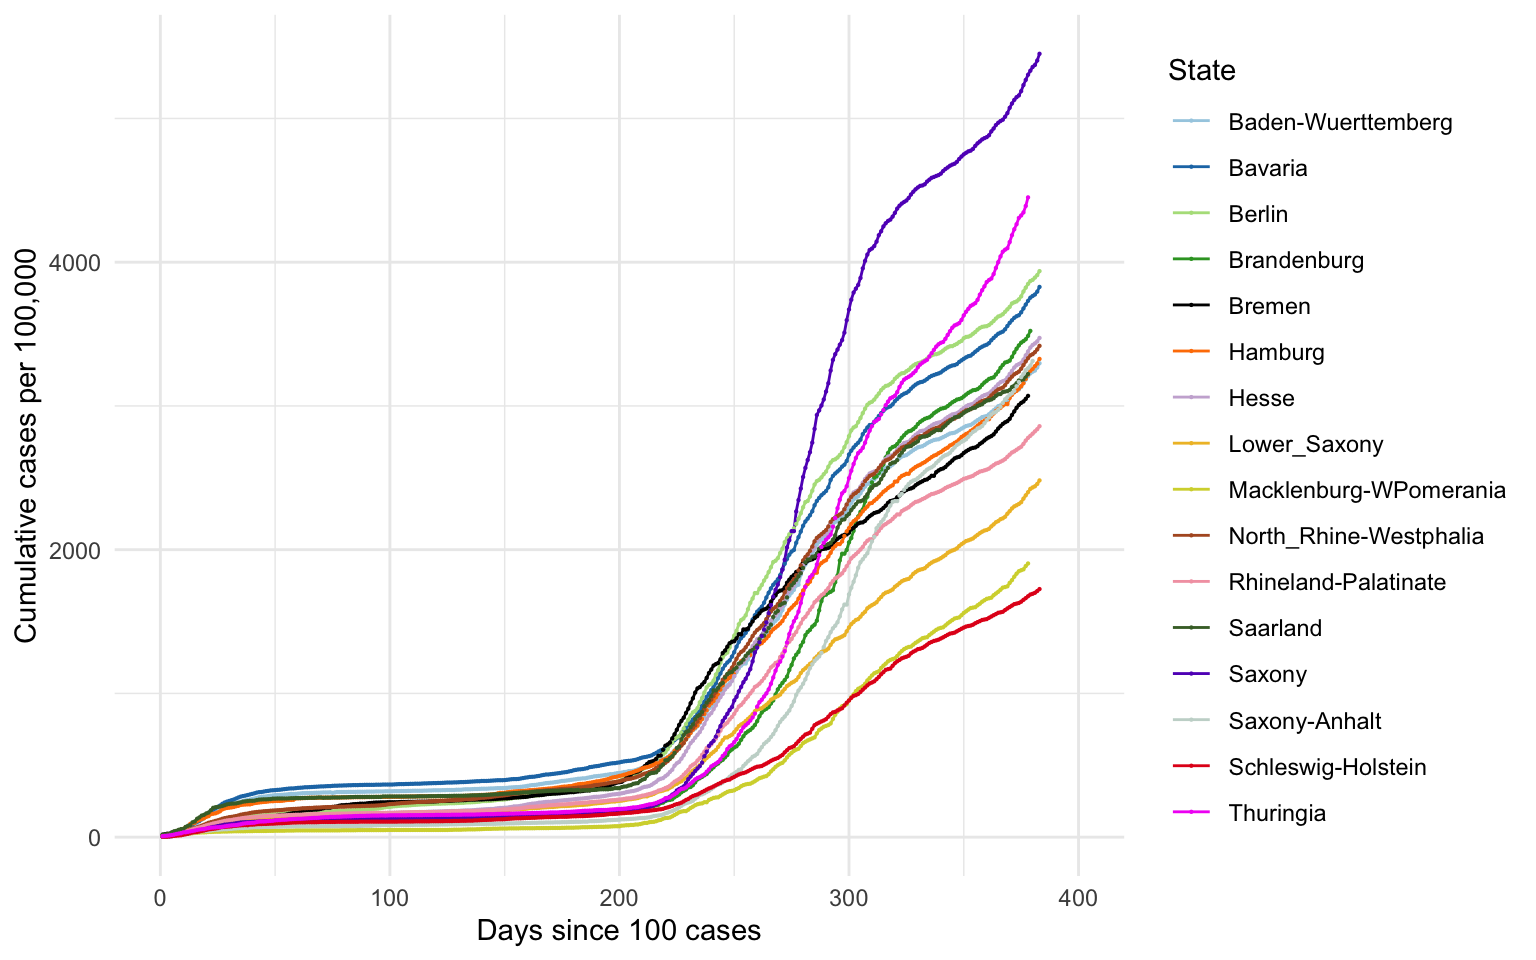 Cumulative cases per 100,000
4000
2000
0
0 100 200 300 400
Days since 100 cases
State
Baden-Wuerttemberg
Bavaria
Berlin
Brandenburg
Bremen
Hamburg
Hesse
Lower_Saxony
Macklenburg-WPomerania
North_Rhine-Westphalia
Rhineland-Palatinate
Saarland
Saxony
Saxony-Anhalt
Schleswig-Holstein
Thuringia